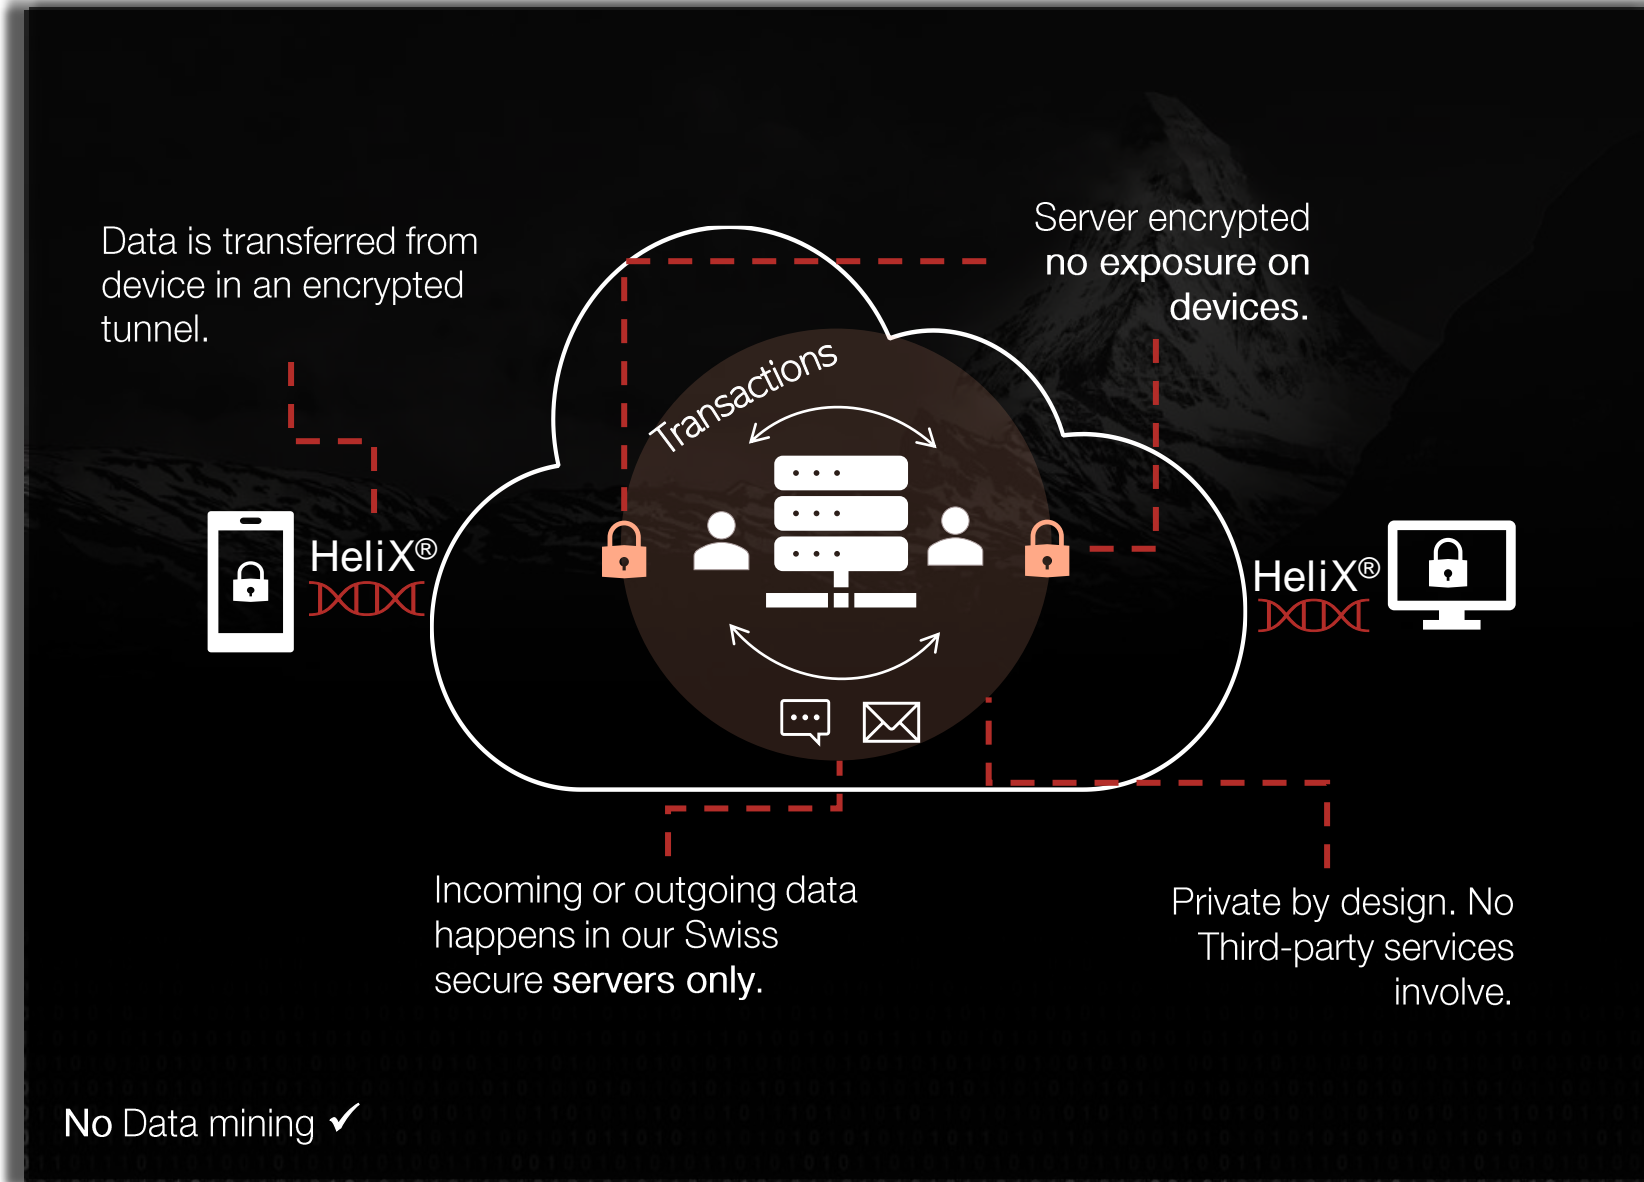 Data is transferred from
device in an encrypted
tunnel.
Server encrypted
no exposure on
devices.
Transactions
HeliX®
HeliX®
Incoming or outgoing data
happens in our Swiss
secure servers only.
Private by design. No
Third-party services
involve.
No Data mining ✓